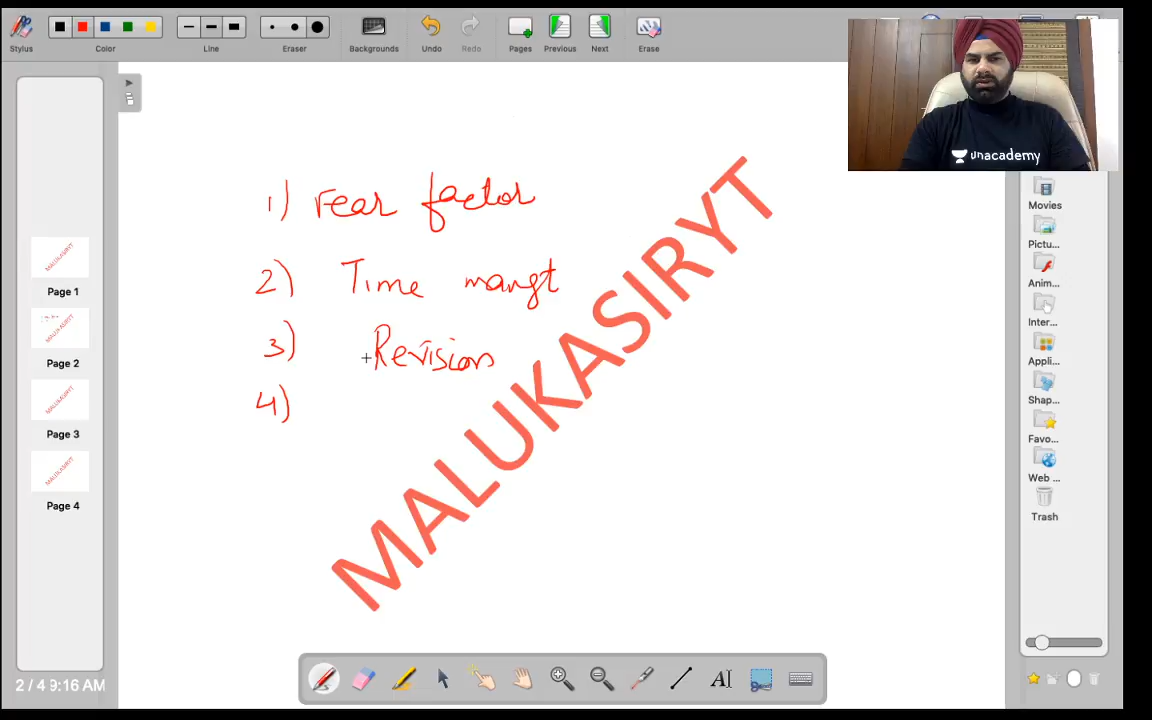 Stylus
Color
Line
Eraser
Backgrounds
Undo
Redo
Pages
Previous
Next
Erase
unacademy
1) Fear factor
2) Time mangt
3) Revision
4)
MALUKASIRYT
Page 1
Page 2
Page 3
Page 4
2 / 4 9:16 AM
Movies
Pictu...
Anim...
Inter...
Appli...
Shap...
Favo...
Web ...
Trash